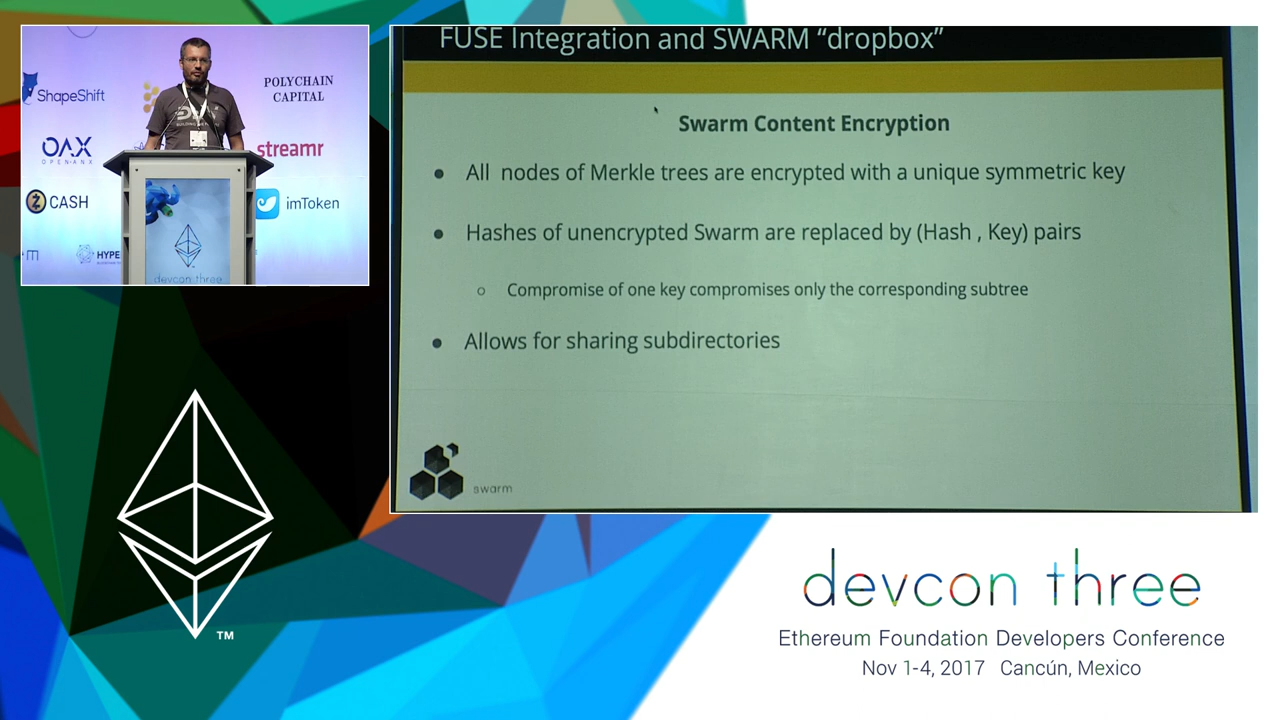 ShapeShift
POLYCHAIN
CAPITAL
OAX
OPENANX
streamr
CASH
imToken
HYPE
devcon three
FUSE Integration and SWARM “dropbox”
Swarm Content Encryption
● All nodes of Merkle trees are encrypted with a unique symmetric key
● Hashes of unencrypted Swarm are replaced by (Hash , Key) pairs
○ Compromise of one key compromises only the corresponding subtree
● Allows for sharing subdirectories
swarm
TM
devcon three
Ethereum Foundation Developers Conference
Nov 1-4, 2017 Cancún, Mexico